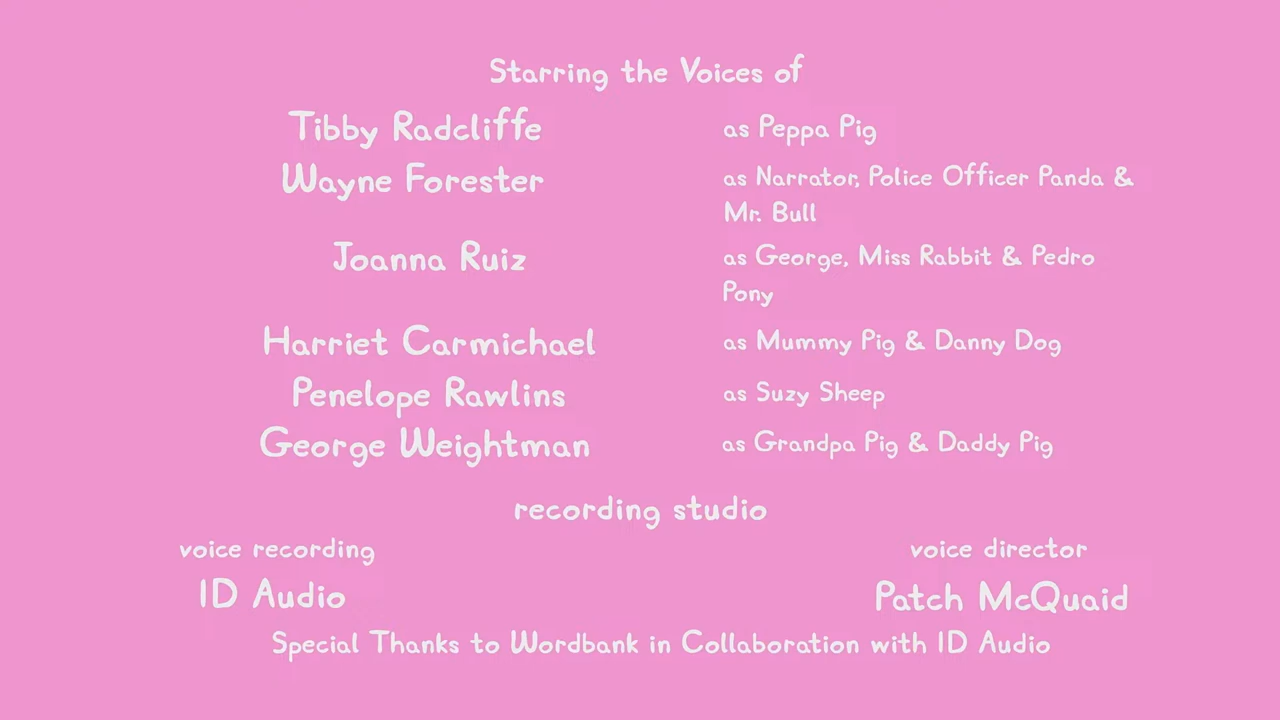 Starring the Voices of
Tibby Radcliffe as Peppa Pig
Wayne Forester as Narrator, Police Officer Panda &
Mr. Bull
Joanna Ruiz as George, Miss Rabbit & Pedro
Pony
Harriet Carmichael as Mummy Pig & Danny Dog
Penelope Rawlins as Suzy Sheep
George Weightman as Grandpa Pig & Daddy Pig
recording studio
voice recording voice director
ID Audio Patch McQuaid
Special Thanks to Wordbank in Collaboration with ID Audio